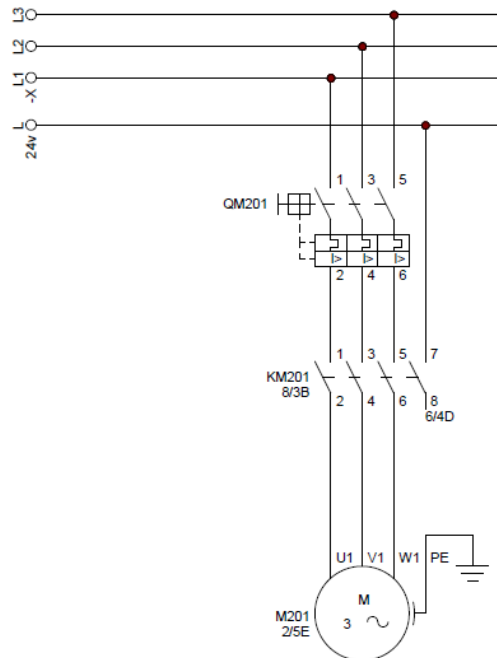 L3
L2
L1
-X
L
24v
1 3 5
QM201
I> I> I>
2 4 6
1 3 5 7
KM201
8/3B
2 4 6 8
6/4D
U1 V1 W1 PE
M
M201
3
2/5E